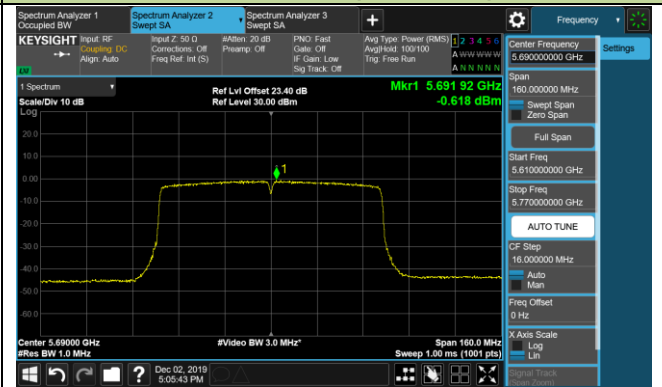 Spectrum Analyzer 1
Occupied BW
Spectrum Analyzer 2
Swept SA
Spectrum Analyzer 3
Swept SA
+
Frequency
KEYSIGHT
Input: RF
Coupling: DC
Align: Auto
Input Z: 50 Ω
Corrections: Off
Freq Ref: Int (S)
#Atten: 20 dB
Preamp: Off
PNO: Fast
Gate: Off
IF Gain: Low
Sig Track: Off
Avg Type: Power (RMS)
Avg|Hold: 100/100
Trig: Free Run
1 2 3 4 5 6
A W W W W W
A N N N N N
1 Spectrum
Scale/Div 10 dB
Log
Ref Lvl Offset 23.40 dB
Ref Level 30.00 dBm
Mkr1 5.691 92 GHz
-0.618 dBm
1
20.0
10.0
0.00
-10.0
-20.0
-30.0
-40.0
-50.0
-60.0
Center 5.69000 GHz
#Res BW 1.0 MHz
#Video BW 3.0 MHz*
Span 160.0 MHz
Sweep 1.00 ms (1001 pts)
Dec 02, 2019
5:05:43 PM
Center Frequency
5.690000000 GHz
Settings
Span
160.000000 MHz
Swept Span
Zero Span
Full Span
Start Freq
5.610000000 GHz
Stop Freq
5.770000000 GHz
AUTO TUNE
CF Step
16.000000 MHz
Auto
Man
Freq Offset
0 Hz
X Axis Scale
Log
Lin
Signal Track
(Span Zoom)